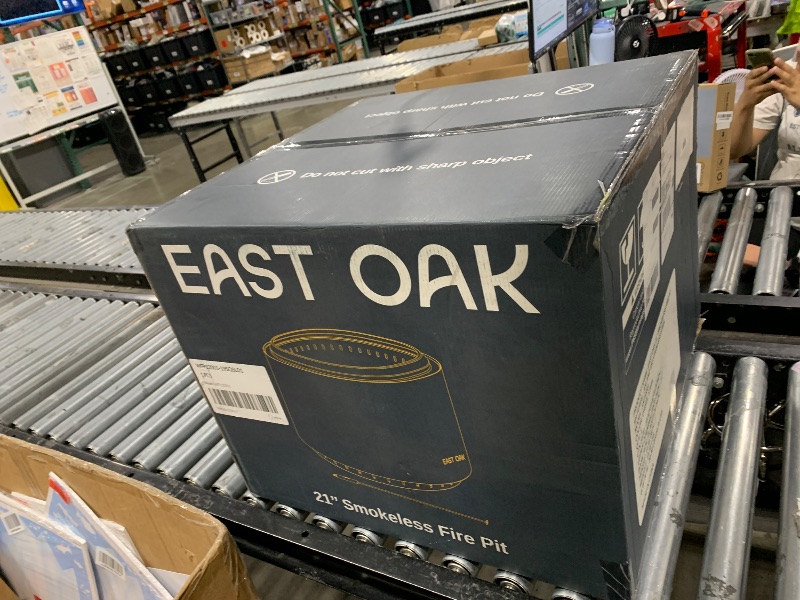 Do not cut with sharp object
Do not cut with sharp object
EAST OAK
EAST OAK
21" Smokeless Fire Pit